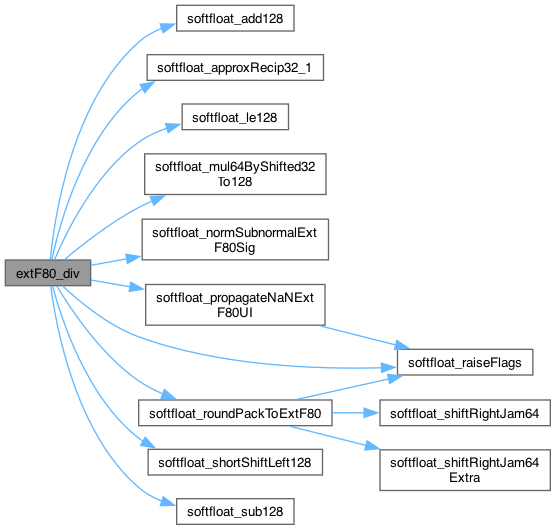 softfloat_add128
softfloat_approxRecip32_1
softfloat_le128
softfloat_mul64ByShifted32
To128
softfloat_normSubnormalExt
F80Sig
extF80_div
softfloat_propagateNaNExt
F80UI
softfloat_raiseFlags
softfloat_roundPackToExtF80
softfloat_shiftRightJam64
softfloat_shortShiftLeft128
softfloat_shiftRightJam64
Extra
softfloat_sub128